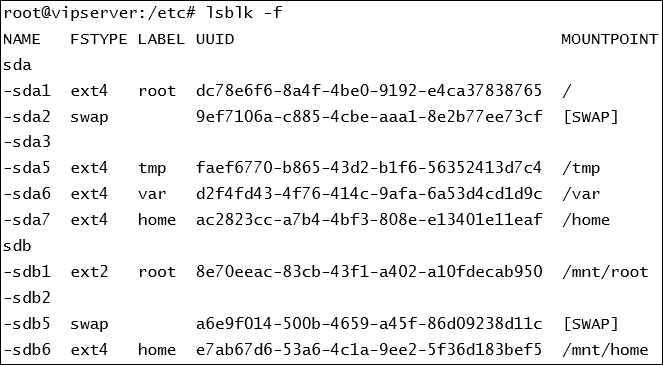 root@vipserver:/etc# lsblk -f
NAME FSTYPE LABEL UUID MOUNTPOINT
sda
-sda1 ext4 root dc78e6f6-8a4f-4be0-9192-e4ca37838765 /
-sda2 swap 9ef7106a-c885-4cbe-aaa1-8e2b77ee73cf [SWAP]
-sda3
-sda5 ext4 tmp faef6770-b865-43d2-b1f6-56352413d7c4 /tmp
-sda6 ext4 var d2f4fd43-4f76-414c-9afa-6a53d4cd1d9c /var
-sda7 ext4 home ac2823cc-a7b4-4bf3-808e-e13401e11eaf /home
sdb
-sdb1 ext2 root 8e70eeac-83cb-43f1-a402-a10fdecab950 /mnt/root
-sdb2
-sdb5 swap a6e9f014-500b-4659-a45f-86d09238d11c [SWAP]
-sdb6 ext4 home e7ab67d6-53a6-4c1a-9ee2-5f36d183bef5 /mnt/home